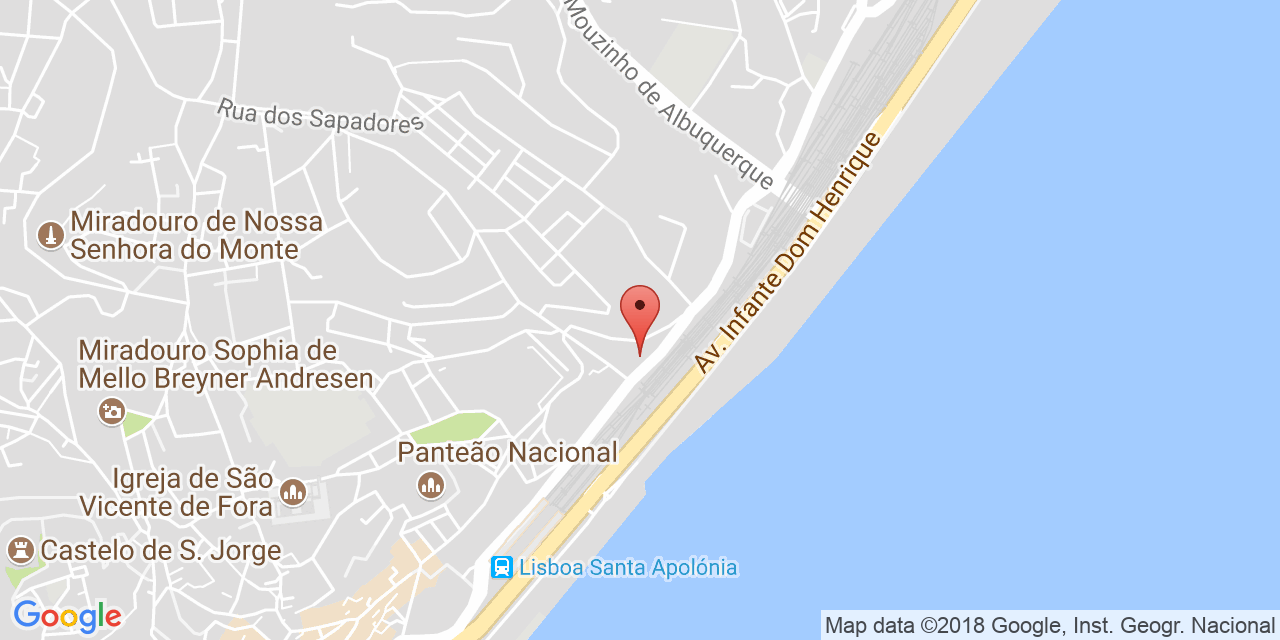 Mouzinho de Albuquerque
Rua dos Sapadores
Av. Infante Dom Henrique
Miradouro de Nossa
Senhora do Monte
Miradouro Sophia de
Mello Breyner Andresen
Panteão Nacional
Igreja de São
Vicente de Fora
Castelo de S. Jorge
Lisboa Santa Apolónia
Google
Map data ©2018 Google, Inst. Geogr. Nacional